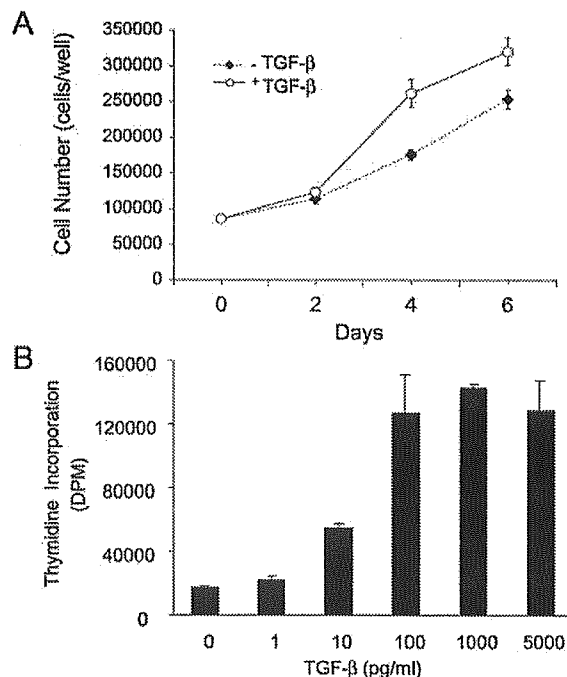 A
350000
300000
250000
200000
150000
100000
50000
0
Cell Number (cells/well)
- TGF-β
+ TGF-β
0 2 4 6
Days
B
160000
120000
80000
40000
0
Thymidine Incorporation
(DPM)
0 1 10 100 1000 5000
TGF-β (pg/ml)